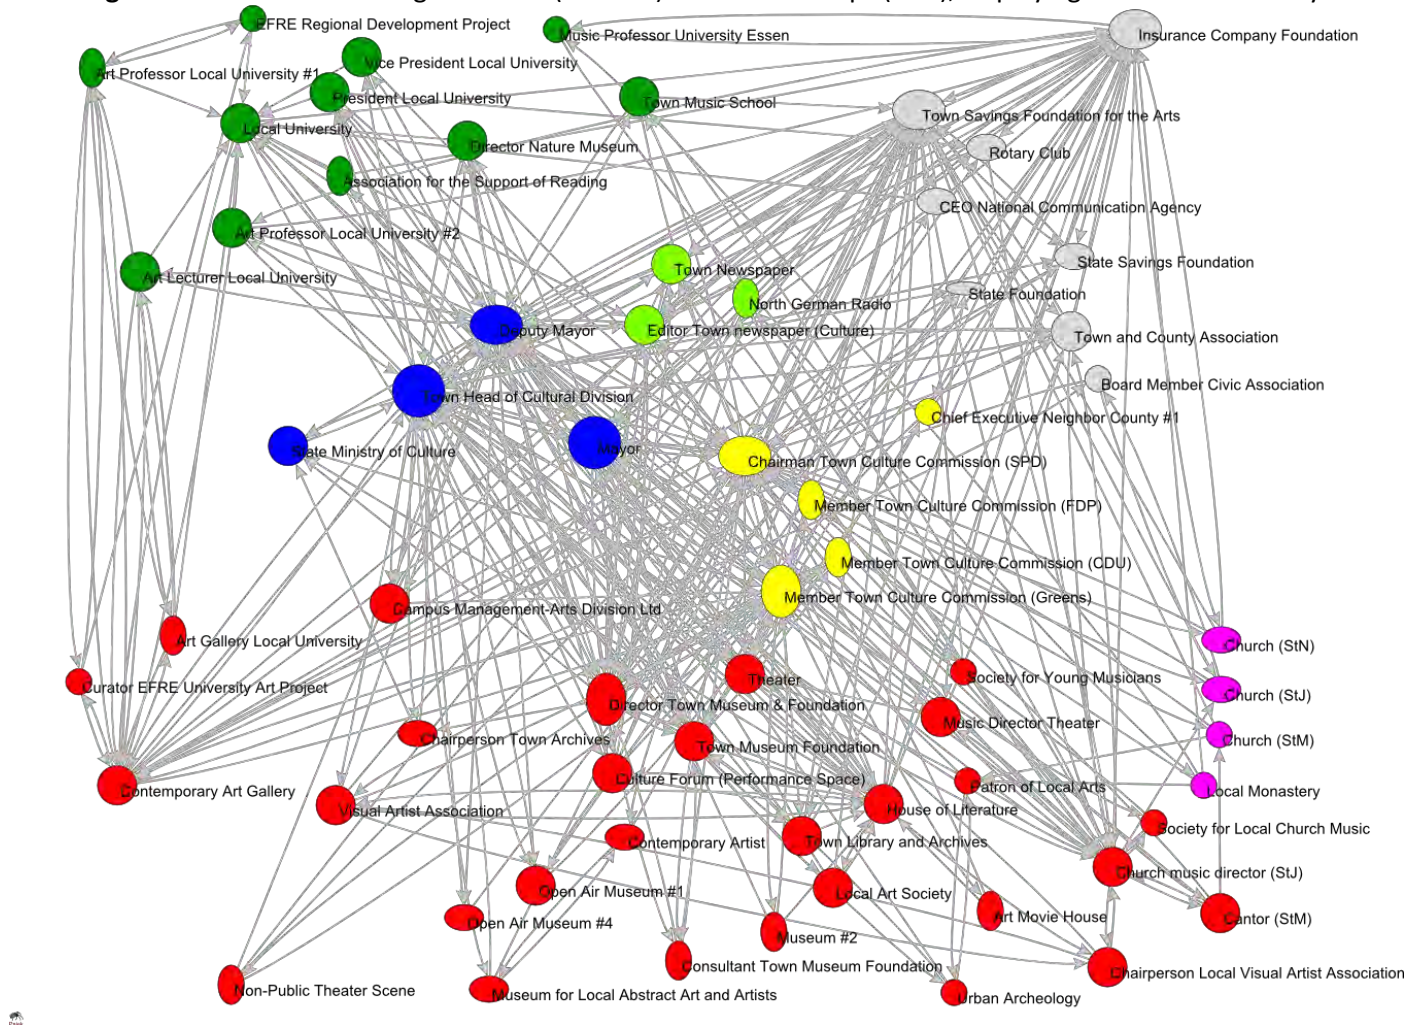 EFRE Regional Development Project
Music Professor University Essen
Insurance Company Foundation
Art Professor Local University #1
Vice President Local University
President Local University
Town Music School
Town Savings Foundation for the Arts
Local University
Director Nature Museum
Rotary Club
Association for the Support of Reading
CEO National Communication Agency
Art Professor Local University #2
Art Lecturer Local University
Town Newspaper
State Savings Foundation
State Foundation
North German Radio
Deputy Mayor
Editor Town newspaper (Culture)
Town and County Association
Board Member Civic Association
Town Head of Cultural Division
Chief Executive Neighbor County #1
State Ministry of Culture
Mayor
Chairman Town Culture Commission (SPD)
Member Town Culture Commission (FDP)
Member Town Culture Commission (CDU)
Member Town Culture Commission (Greens)
Campus Management-Arts Division Ltd
Art Gallery Local University
Church (StN)
Curator EFRE University Art Project
Theater
Society for Young Musicians
Church (StJ)
Director Town Museum & Foundation
Music Director Theater
Chairperson Town Archives
Town Museum Foundation
Church (StM)
Culture Forum (Performance Space)
Patron of Local Arts
Local Monastery
Contemporary Art Gallery
Visual Artist Association
House of Literature
Society for Local Church Music
Contemporary Artist
Town Library and Archives
Church music director (StJ)
Open Air Museum #1
Local Art Society
Open Air Museum #4
Art Movie House
Cantor (StM)
Museum #2
Consultant Town Museum Foundation
Chairperson Local Visual Artist Association
Non-Public Theater Scene
Museum for Local Abstract Art and Artists
Urban Archeology